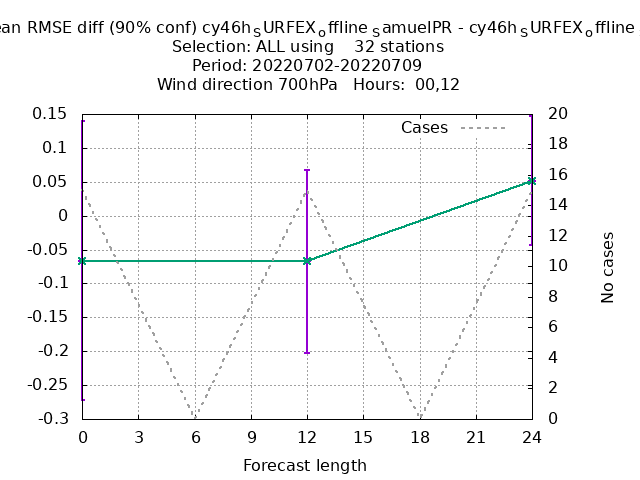 ean RMSE diff (90% conf) cy46hSURFEXoffline SamuelPR - cy46hSURFEXoffline
Selection: ALL using    32 stations
Period: 20220702-20220709
Wind direction 700hPa   Hours:  00,12
Cases
0.15
0.1
0.05
0
-0.05
-0.1
-0.15
-0.2
-0.25
-0.3
20
18
16
14
12
10
8
6
4
2
0
No cases
0 3 6 9 12 15 18 21 24
Forecast length